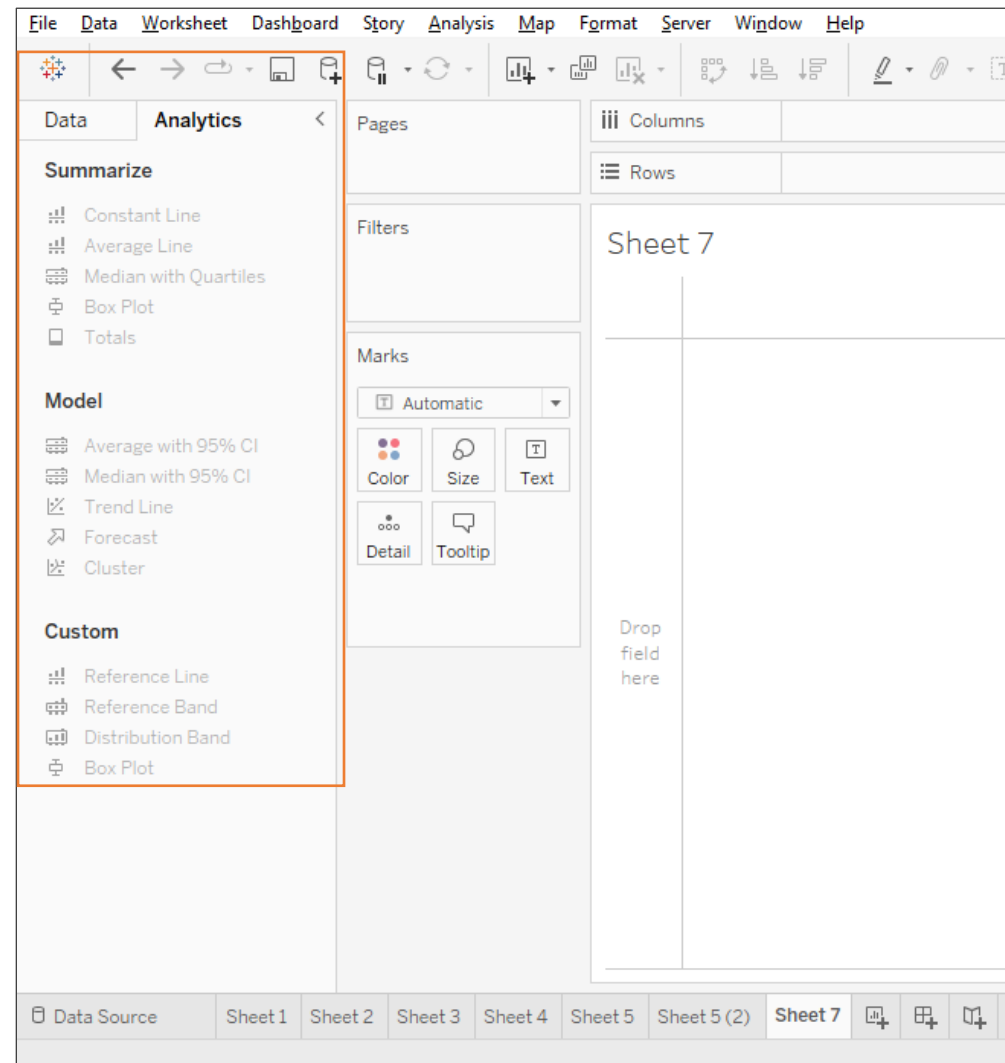 File Data Worksheet Dashboard Story Analysis Map Format Server Window Help
Data Analytics
Summarize
Constant Line
Average Line
Median with Quartiles
Box Plot
Totals
Model
Average with 95% CI
Median with 95% CI
Trend Line
Forecast
Cluster
Custom
Reference Line
Reference Band
Distribution Band
Box Plot
Pages
Filters
Marks
Automatic
Color Size Text
Detail Tooltip
Columns
Rows
Sheet 7
Drop
field
here
Data Source Sheet 1 Sheet 2 Sheet 3 Sheet 4 Sheet 5 Sheet 5 (2) Sheet 7